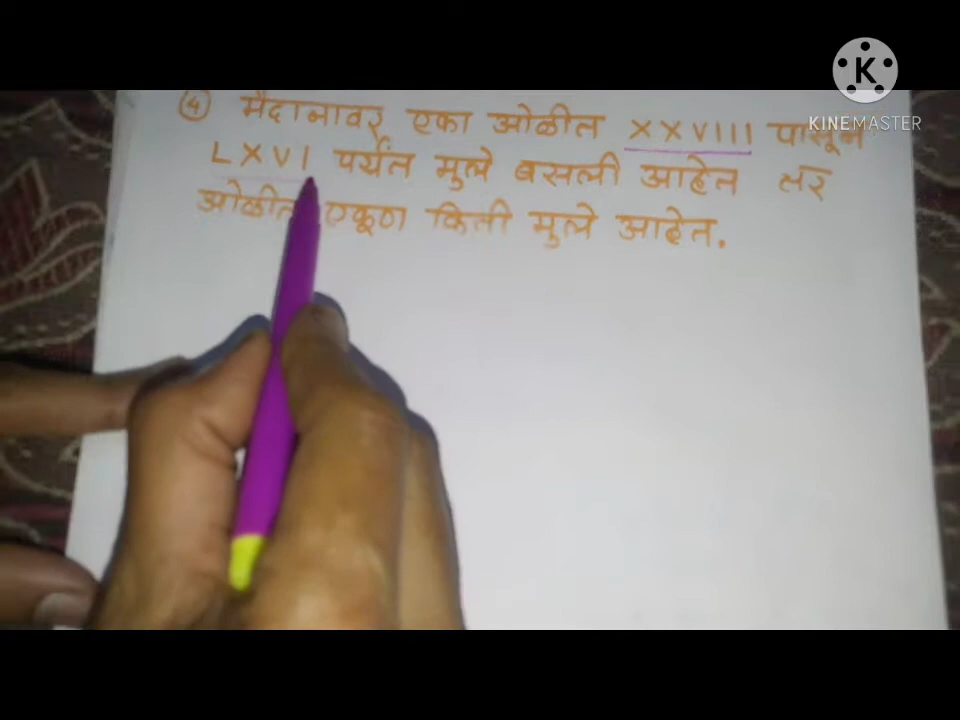 ④ मैदानावर एका ओळीत XXVIII पासून
LXVI पर्यंत मुले बसली आहेत तर
ओळीत एकूण किती मुले आहेत.
K
KINEMASTER